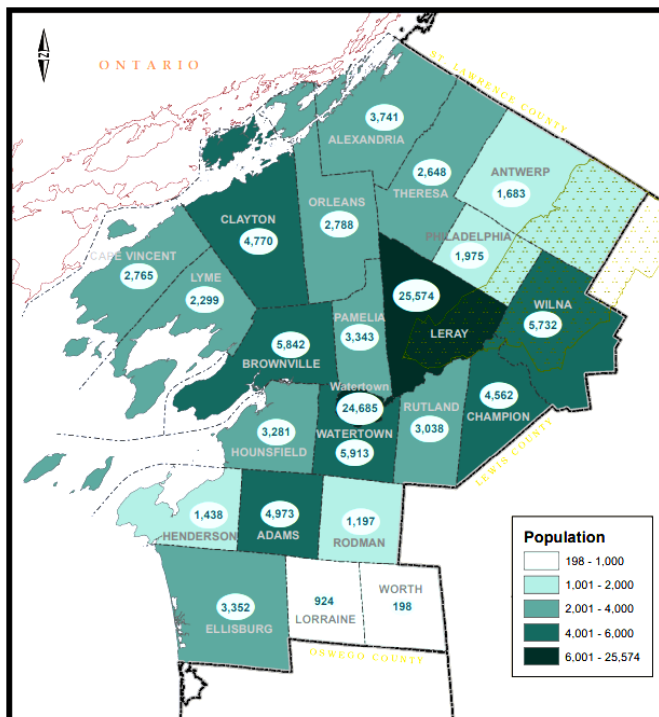 N
ONTARIO
ST. LAWRENCE COUNTY
3,741
ALEXANDRIA
2,648
THERESA
ANTWERP
1,683
ORLEANS
2,788
CLAYTON
4,770
PHILADELPHIA
1,975
CAPE VINCENT
2,765
LYME
2,299
25,574
LERAY
WILNA
5,732
PAMELIA
3,343
5,842
BROWNVILLE
Watertown
24,685
WATERTOWN
5,913
RUTLAND
3,038
4,562
CHAMPION
3,281
HOUNSFIELD
LEWIS COUNTY
1,438
HENDERSON
4,973
ADAMS
1,197
RODMAN
3,352
ELLISBURG
924
LORRAINE
WORTH
198
OSWEGO COUNTY
Population
198 - 1,000
1,001 - 2,000
2,001 - 4,000
4,001 - 6,000
6,001 - 25,574